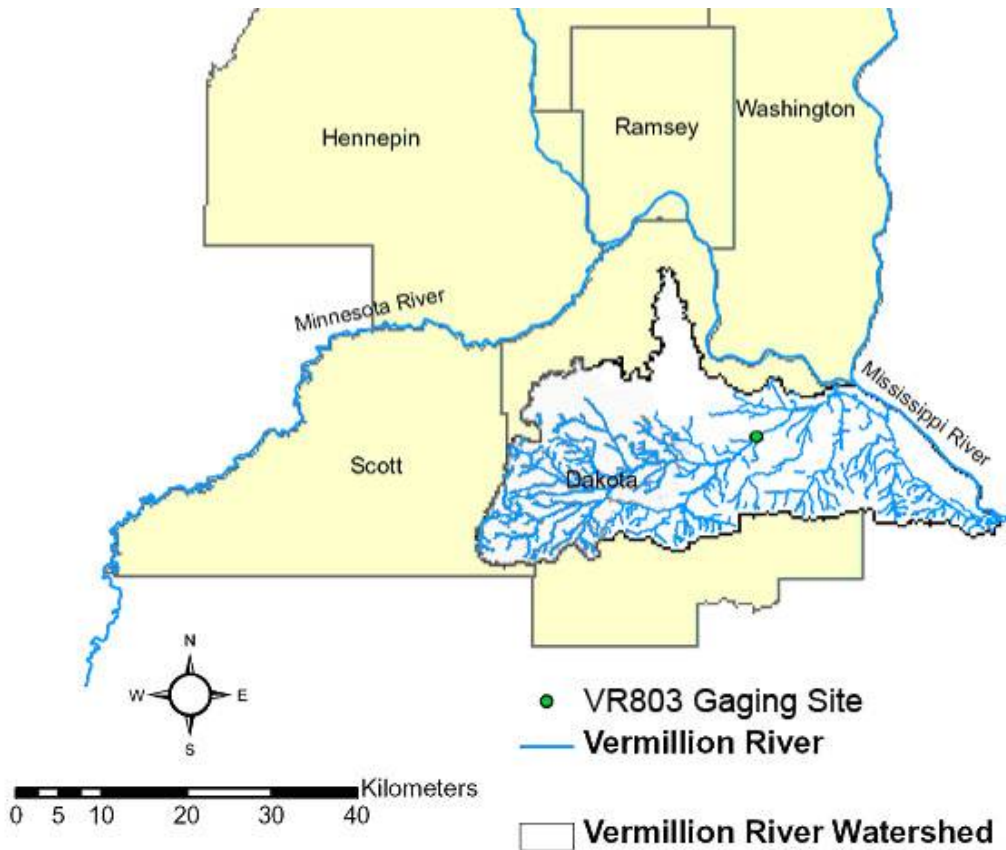 Hennepin
Ramsey
Washington
Minnesota River
Mississippi River
Scott
Dakota
N
W E
S
VR803 Gaging Site
Vermillion River
Kilometers
0 5 10 20 30 40
Vermillion River Watershed